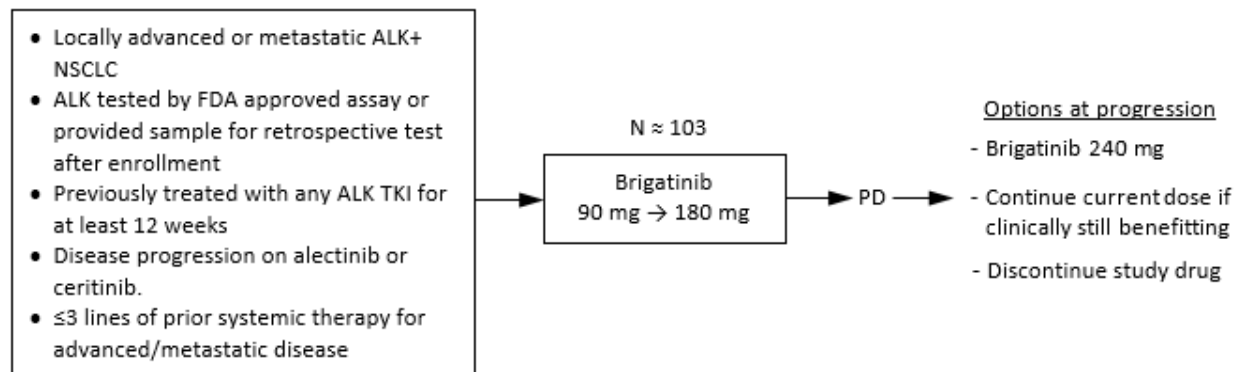 • Locally advanced or metastatic ALK+
NSCLC
• ALK tested by FDA approved assay or
provided sample for retrospective test
after enrollment
• Previously treated with any ALK TKI for
at least 12 weeks
• Disease progression on alectinib or
ceritinib.
• ≤3 lines of prior systemic therapy for
advanced/metastatic disease
N ≈ 103
Brigatinib
90 mg → 180 mg
PD
Options at progression
- Brigatinib 240 mg
- Continue current dose if
clinically still benefitting
- Discontinue study drug